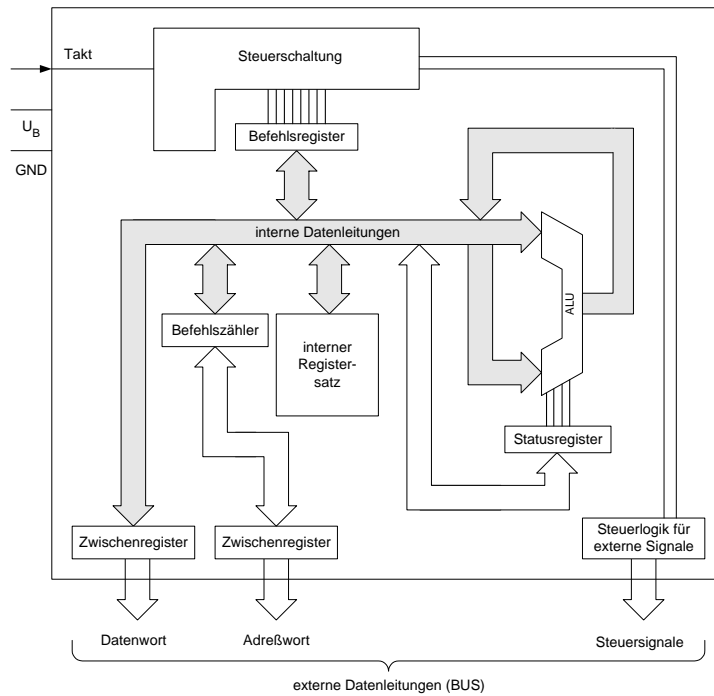 Takt
Steuerschaltung
U_B
Befehlsregister
GND
interne Datenleitungen
ALU
Befehlszähler
interner
Register-
satz
Statusregister
Zwischenregister
Zwischenregister
Steuerlogik für
externe Signale
Datenwort
Adreßwort
Steuersignale
externe Datenleitungen (BUS)